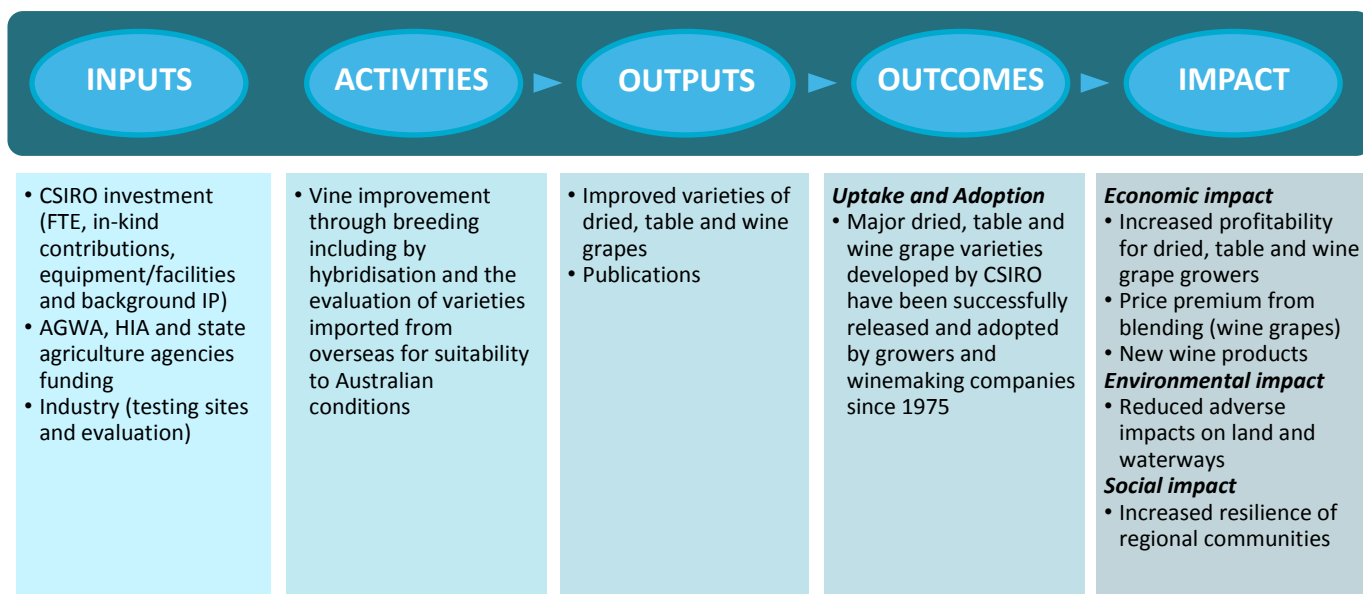 INPUTS
ACTIVITIES
OUTPUTS
OUTCOMES
IMPACT
• CSIRO investment
(FTE, in-kind
contributions,
equipment/facilities
and background IP)
• AGWA, HIA and state
agriculture agencies
funding
• Industry (testing sites
and evaluation)
• Vine improvement
through breeding
including by
hybridisation and the
evaluation of varieties
imported from
overseas for suitability
to Australian
conditions
• Improved varieties of
dried, table and wine
grapes
• Publications
Uptake and Adoption
• Major dried, table and
wine grape varieties
developed by CSIRO
have been successfully
released and adopted
by growers and
winemaking companies
since 1975
Economic impact
• Increased profitability
for dried, table and wine
grape growers
• Price premium from
blending (wine grapes)
• New wine products
Environmental impact
• Reduced adverse
impacts on land and
waterways
Social impact
• Increased resilience of
regional communities